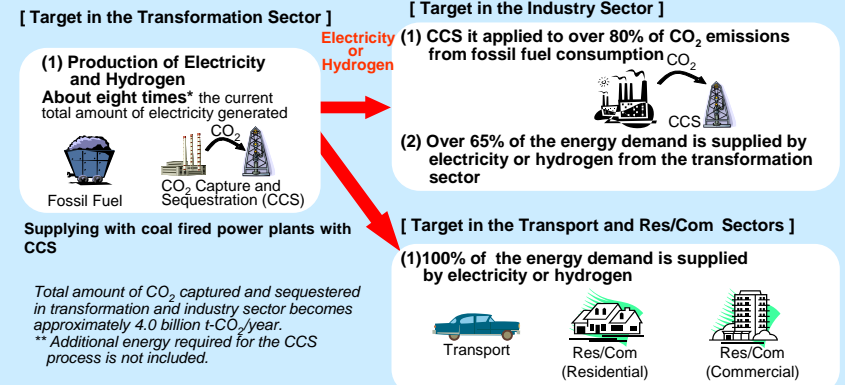 [ Target in the Transformation Sector ]
(1) Production of Electricity
and Hydrogen
About eight times* the current
total amount of electricity generated
CO2
Fossil Fuel
CO2 Capture and
Sequestration (CCS)
Supplying with coal fired power plants with
CCS
Total amount of CO2 captured and sequestered
in transformation and industry sector becomes
approximately 4.0 billion t-CO2/year.
** Additional energy required for the CCS
process is not included.
Electricity
or
Hydrogen
[ Target in the Industry Sector ]
(1) CCS it applied to over 80% of CO2 emissions
from fossil fuel consumption
CO2
CCS
(2) Over 65% of the energy demand is supplied by
electricity or hydrogen from the transformation
sector
[ Target in the Transport and Res/Com Sectors ]
(1)100% of the energy demand is supplied
by electricity or hydrogen
Transport
Res/Com
(Residential)
Res/Com
(Commercial)